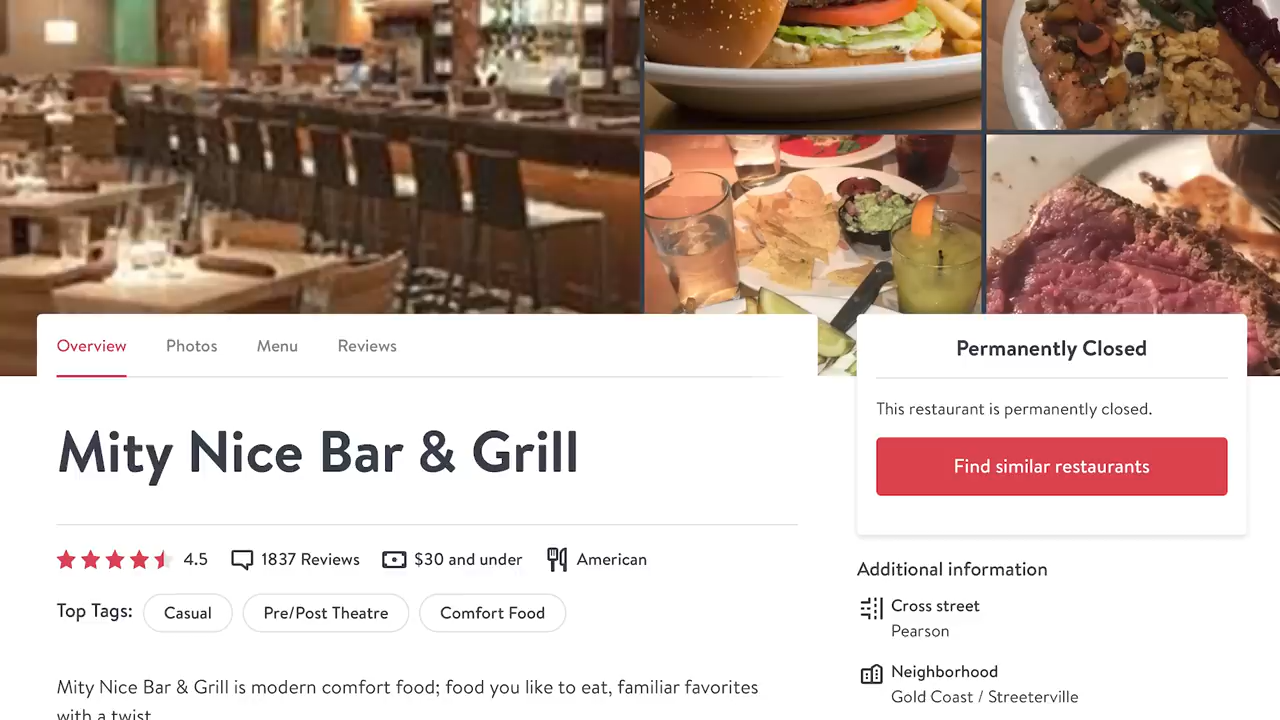 Overview Photos Menu Reviews
Mity Nice Bar & Grill
4.5 1837 Reviews $30 and under American
Top Tags: Casual Pre/Post Theatre Comfort Food
Mity Nice Bar & Grill is modern comfort food; food you like to eat, familiar favorites
with a twist
Permanently Closed
This restaurant is permanently closed.
Find similar restaurants
Additional information
Cross street
Pearson
Neighborhood
Gold Coast / Streeterville